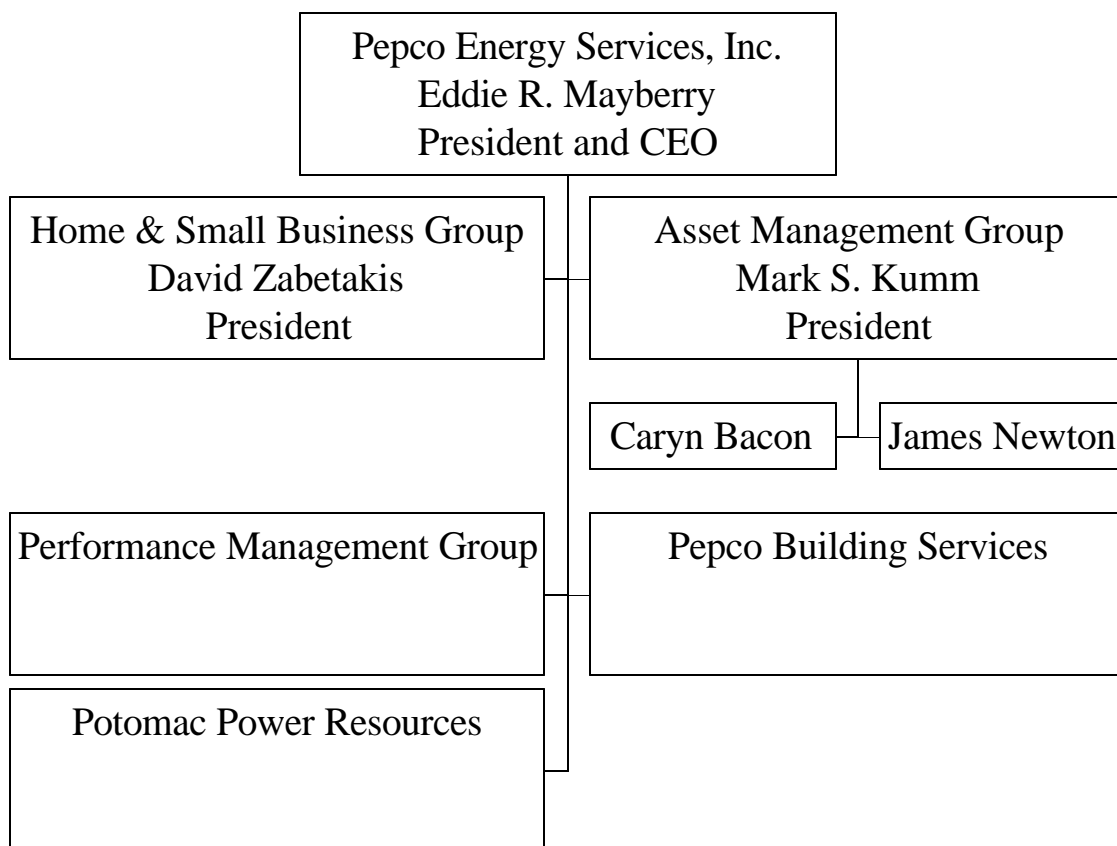 Pepco Energy Services, Inc.
Eddie R. Mayberry
President and CEO
Home & Small Business Group
David Zabetakis
President
Asset Management Group
Mark S. Kumm
President
Caryn Bacon
James Newton
Performance Management Group
Pepco Building Services
Potomac Power Resources